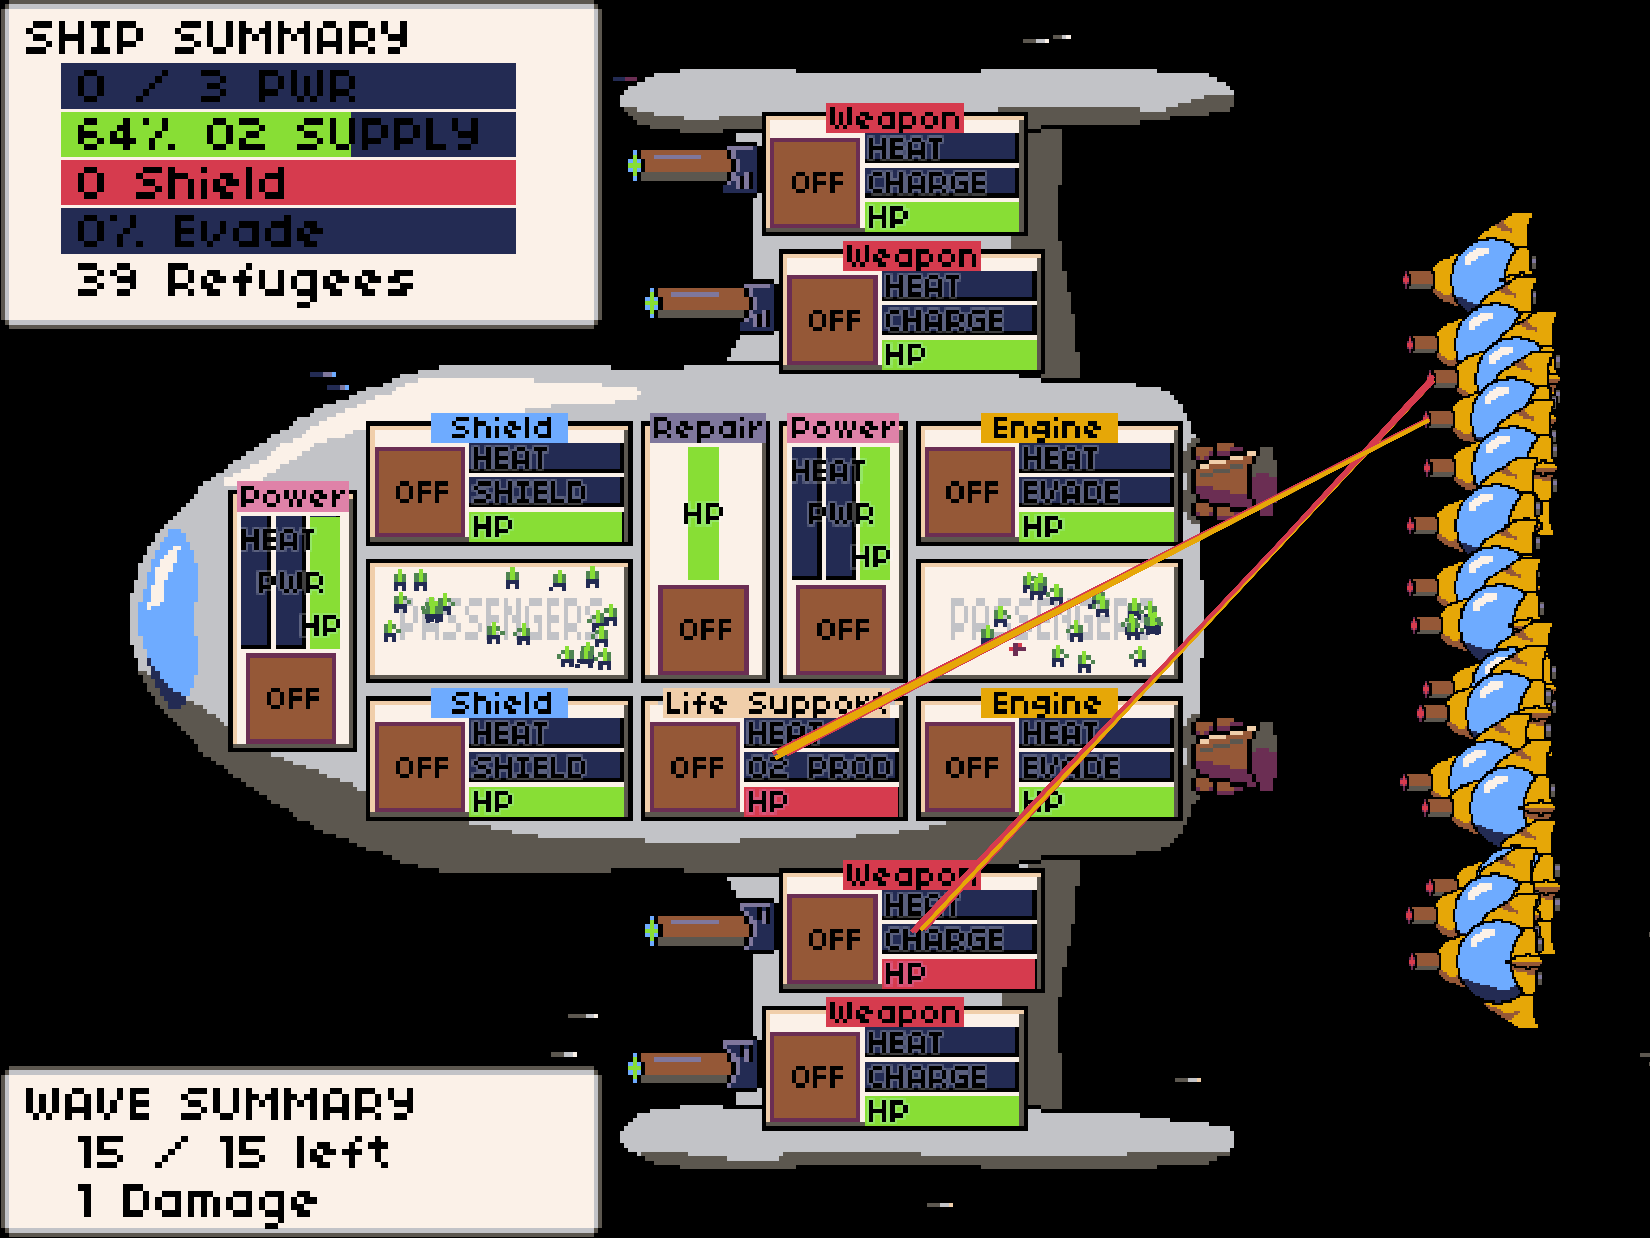 SHIP SUMMARY
0 / 3 PWR
64% O2 SUPPLY
0 Shield
0% Evade
39 Refugees
Weapon
OFF
HEAT
CHARGE
HP
Weapon
OFF
HEAT
CHARGE
HP
Power
HEAT
PWR
HP
OFF
Shield
OFF
HEAT
SHIELD
HP
Repair
HP
OFF
Power
HEAT
PWR
HP
OFF
Engine
OFF
HEAT
EVADE
HP
PASSENGERS
PASSENGERS
Shield
OFF
HEAT
SHIELD
HP
Life Support
OFF
HEAT
O2 PROD
HP
Engine
OFF
HEAT
EVADE
HP
Weapon
OFF
HEAT
CHARGE
HP
Weapon
OFF
HEAT
CHARGE
HP
WAVE SUMMARY
15 / 15 left
1 Damage